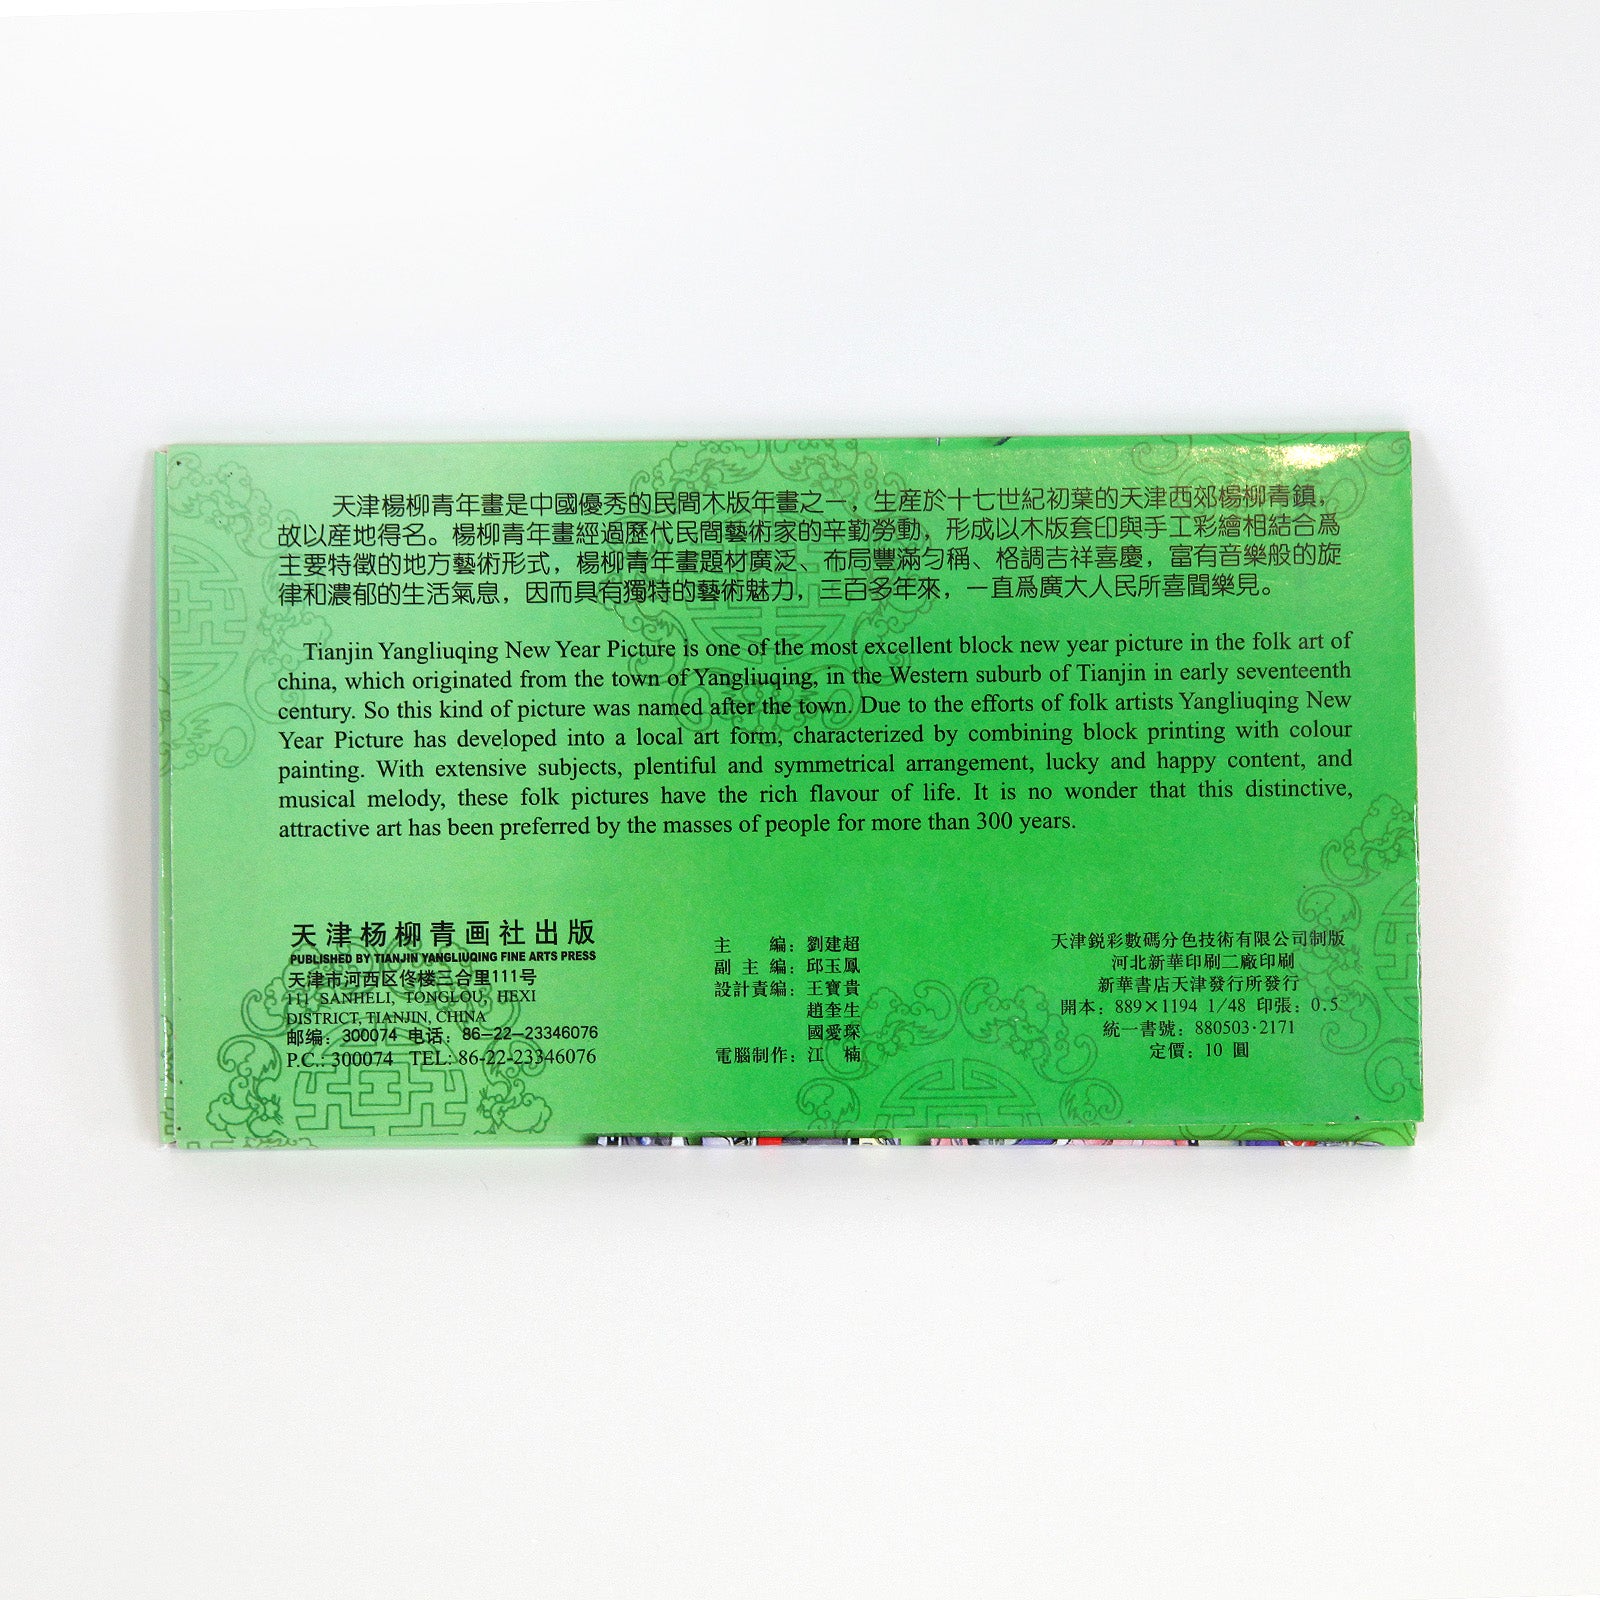 天津楊柳青年畫是中國優秀的民間木版年畫之一，生産於十七世紀初葉的天津西郊楊柳青鎮，
故以産地得名。楊柳青年畫經過歷代民間藝術家的辛勤勞動，形成以木版套印與手工彩繪相結合爲
主要特徵的地方藝術形式，楊柳青年畫題材廣泛、布局豐滿勻稱、格調吉祥喜慶，富有音樂般的旋
律和濃郁的生活氣息，因而具有獨特的藝術魅力，三百多年來，一直爲廣大人民所喜聞樂見。
Tianjin Yangliuqing New Year Picture is one of the most excellent block new year picture in the folk art of
china, which originated from the town of Yangliuqing, in the Western suburb of Tianjin in early seventeenth
century. So this kind of picture was named after the town. Due to the efforts of folk artists Yangliuqing New
Year Picture has developed into a local art form, characterized by combining block printing with colour
painting. With extensive subjects, plentiful and symmetrical arrangement, lucky and happy content, and
musical melody, these folk pictures have the rich flavour of life. It is no wonder that this distinctive,
attractive art has been preferred by the masses of people for more than 300 years.
天津杨柳青画社出版
PUBLISHED BY TIANJIN YANGLIUQING FINE ARTS PRESS
天津市河西区佟楼三合里111号
111 SANHELI, TONGLOU, HEXI
DISTRICT, TIANJIN, CHINA
邮编：300074 电话：86-22-23346076
P.C.: 300074 TEL: 86-22-23346076
主　　編：劉建超
副 主 編：邱玉鳳
設計責編：王寶貴
趙奎生
國愛琛
電腦制作：江　楠
天津鋭彩數碼分色技術有限公司制版
河北新華印刷二廠印刷
新華書店天津發行所發行
開本：889×1194 1/48 印張：0.5
統一書號：880503·2171
定價：10 圓